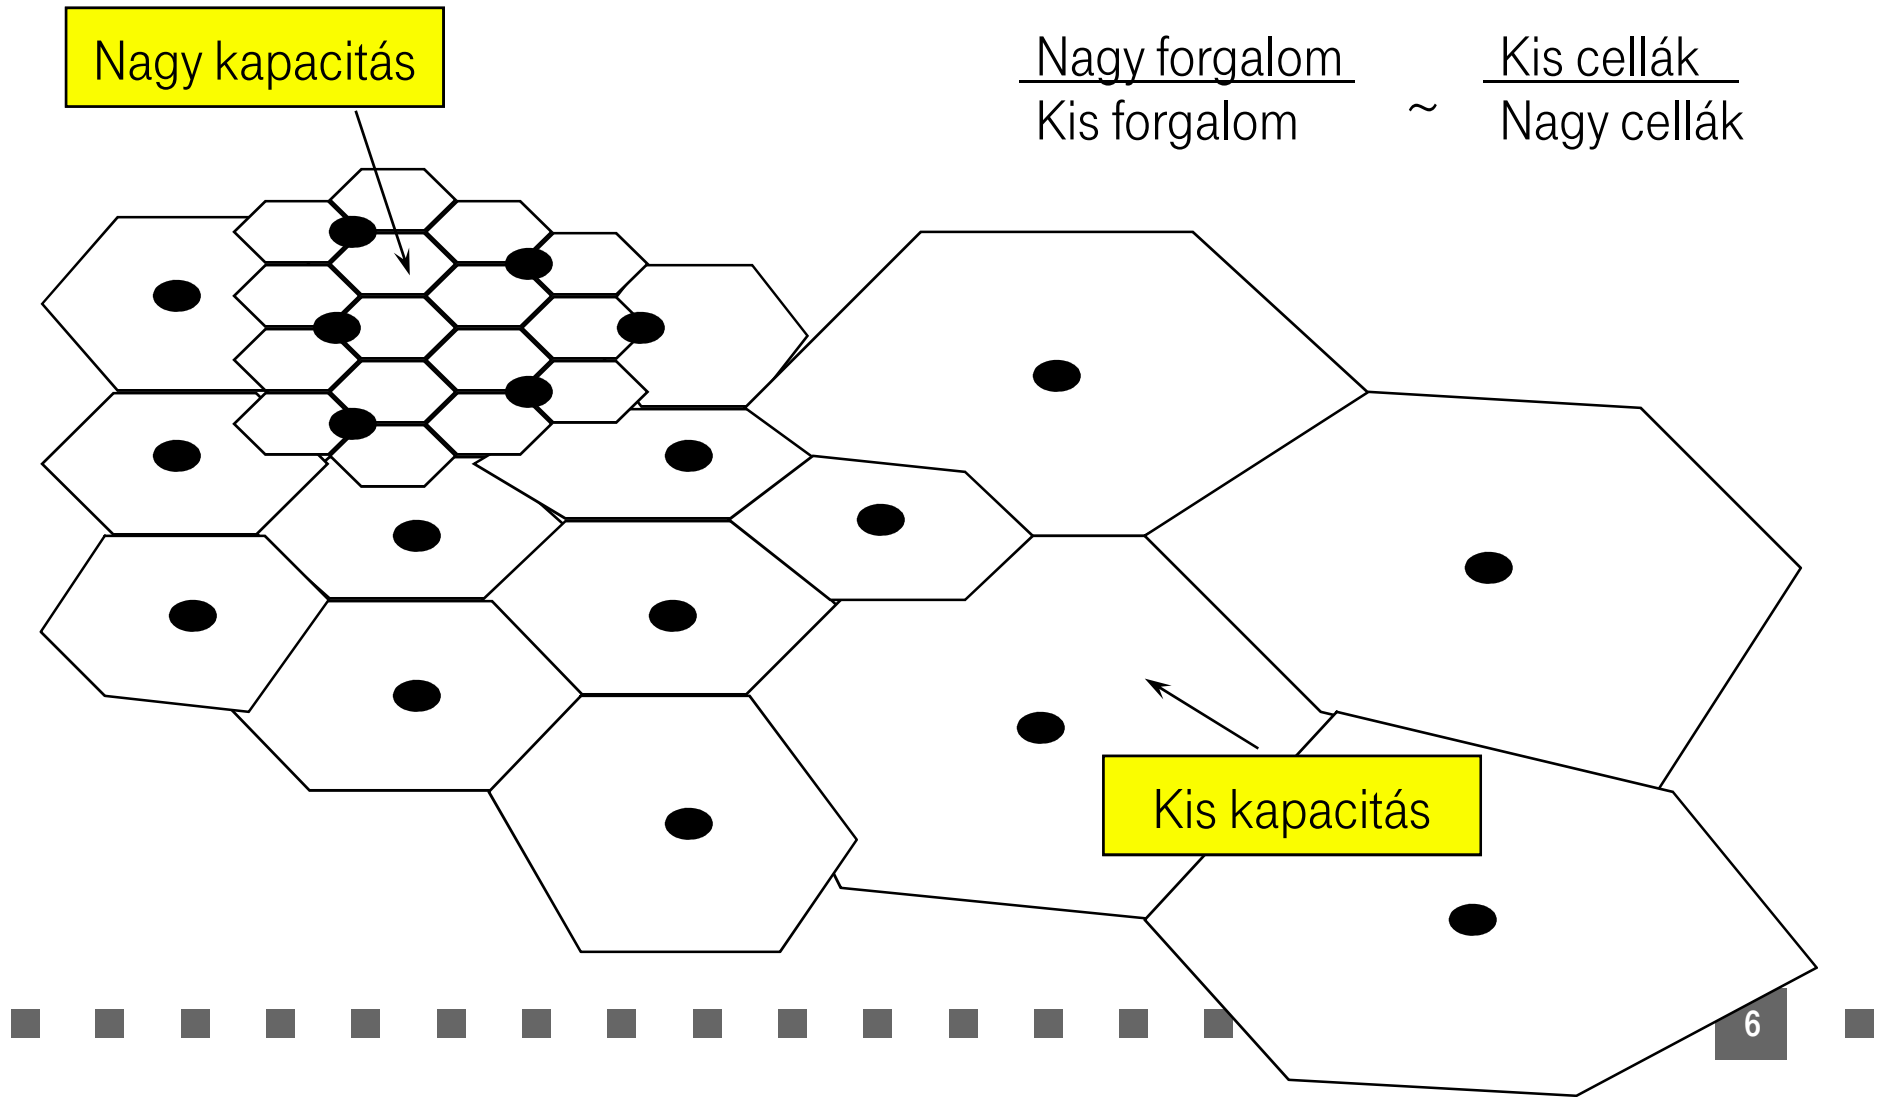 Nagy kapacitás
Nagy forgalom
Kis forgalom
~
Kis cellák
Nagy cellák
Kis kapacitás
6